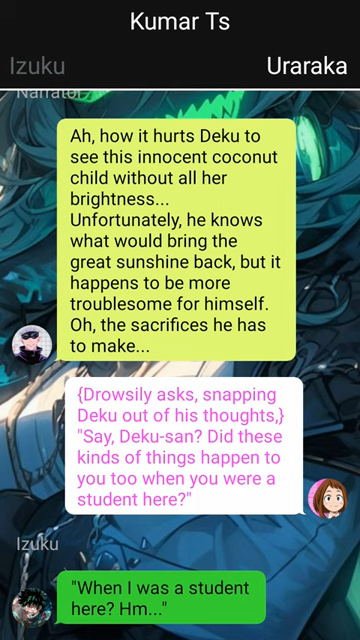 Kumar Ts
Izuku
Uraraka
Narrator
Ah, how it hurts Deku to
see this innocent coconut
child without all her
brightness...
Unfortunately, he knows
what would bring the
great sunshine back, but it
happens to be more
troublesome for himself.
Oh, the sacrifices he has
to make...
{Drowsily asks, snapping
Deku out of his thoughts,}
"Say, Deku-san? Did these
kinds of things happen to
you too when you were a
student here?"
Izuku
"When I was a student
here? Hm..."